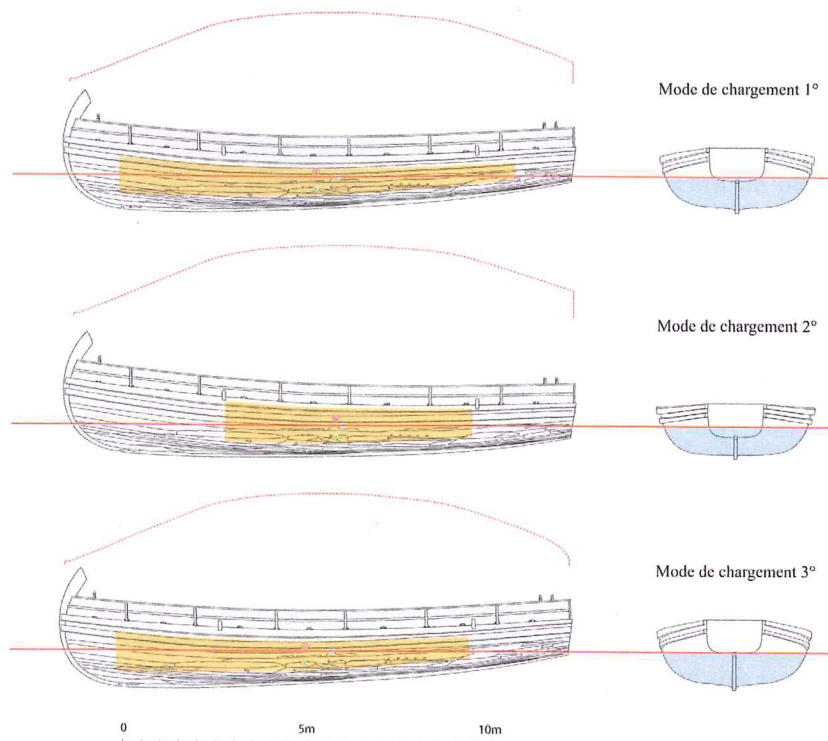 Mode de chargement 1°
Mode de chargement 2°
Mode de chargement 3°
0 5m 10m